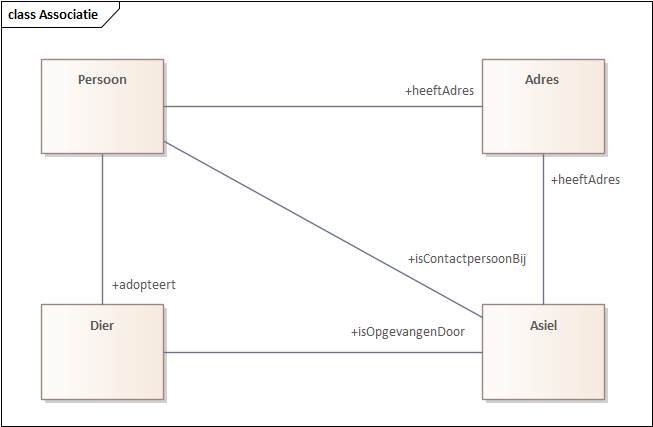 class Associatie
Persoon
Adres
+heeftAdres
+heeftAdres
+isContactpersoonBij
+adopteert
Dier
Asiel
+isOpgevangenDoor